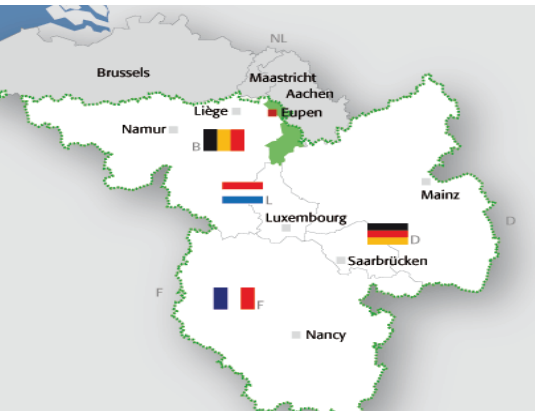 NL
Brussels
Maastricht
Aachen
Liège
Eupen
Namur
B
Mainz
L
Luxembourg
D
D
Saarbrücken
F
F
Nancy